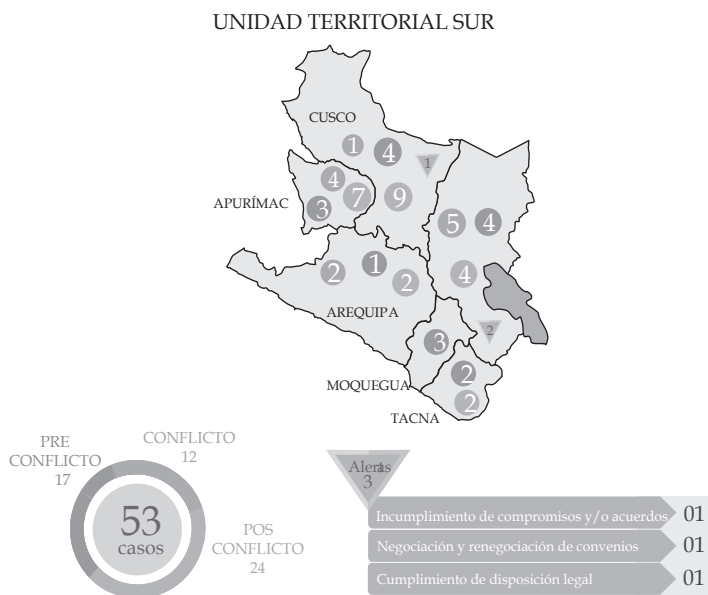 UNIDAD TERRITORIAL SUR
CUSCO
1
4
1
4
APURÍMAC
3
7
9
5
4
2
1
2
4
AREQUIPA
2
3
MOQUEGUA
2
TACNA
2
PRE
CONFLICTO
17
CONFLICTO
12
53
casos
POS
CONFLICTO
24
Alertas
3
Incumplimiento de compromisos y/o acuerdos 01
Negociación y renegociación de convenios 01
Cumplimiento de disposición legal 01